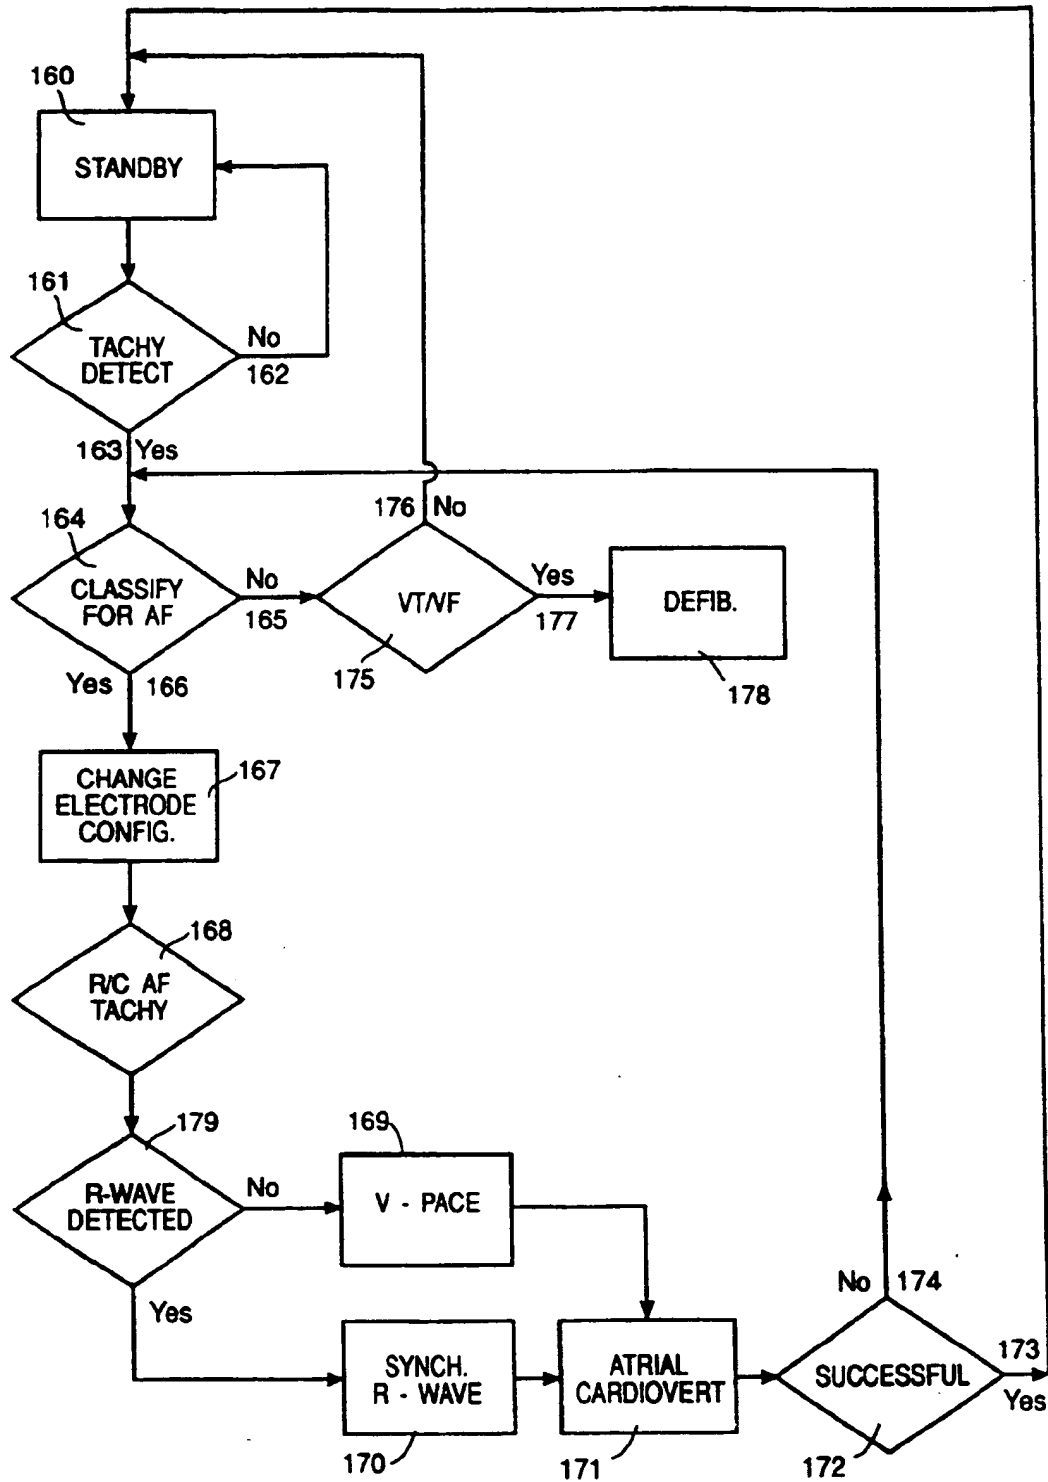 160
STANDBY
161
TACHY
DETECT
No
162
163 Yes
164
CLASSIFY
FOR AF
No
165
176 No
VT/VF
175
Yes
177
DEFIB.
178
Yes 166
CHANGE
ELECTRODE
CONFIG.
167
168
R/C AF
TACHY
179
R-WAVE
DETECTED
No
169
V - PACE
Yes
SYNCH.
R - WAVE
170
ATRIAL
CARDIOVERT
171
No 174
SUCCESSFUL
172
173
Yes